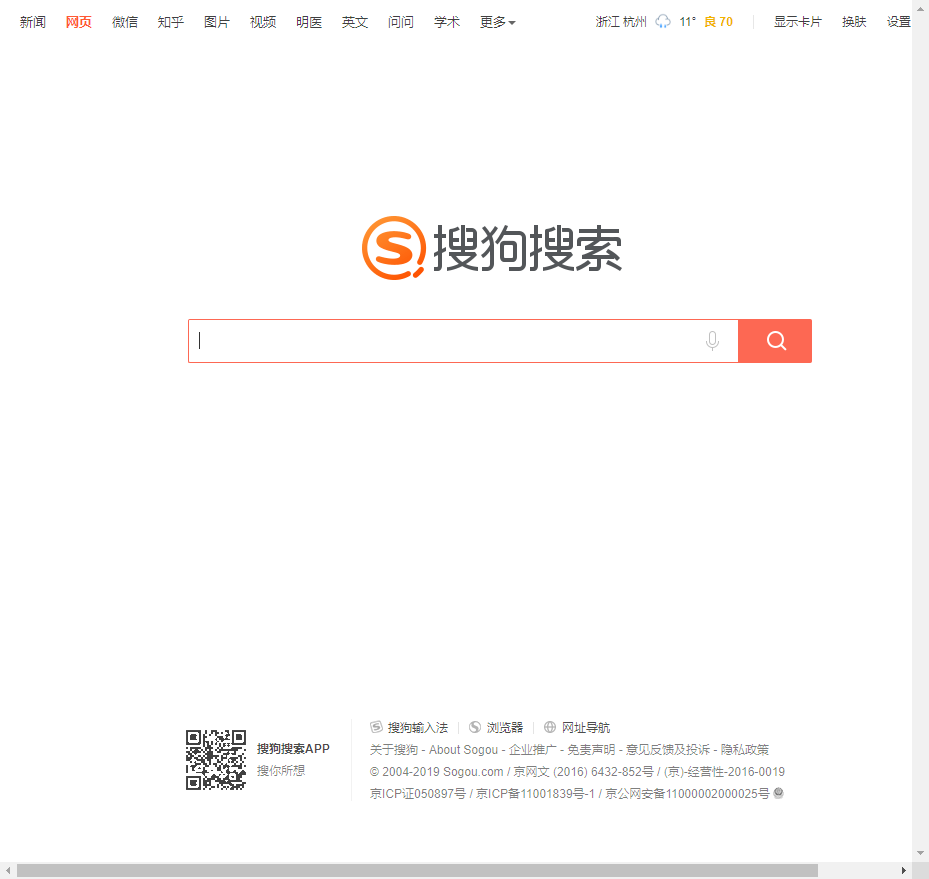 新闻 网页 微信 知乎 图片 视频 明医 英文 问问 学术 更多 浙江 杭州 11° 良 70 显示卡片 换肤 设置
搜狗搜索
搜狗输入法 浏览器 网址导航
搜狗搜索APP
搜你所想
关于搜狗 - About Sogou - 企业推广 - 免责声明 - 意见反馈及投诉 - 隐私政策
© 2004-2019 Sogou.com / 京网文 (2016) 6432-852号 / (京)-经营性-2016-0019
京ICP证050897号 / 京ICP备11001839号-1 / 京公网安备11000002000025号